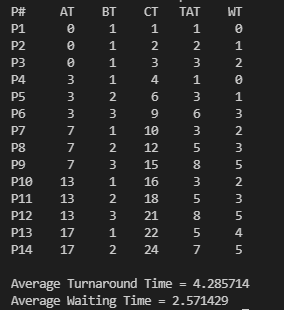 P# AT BT CT TAT WT
P1 0 1 1 1 0
P2 0 1 2 2 1
P3 0 1 3 3 2
P4 3 1 4 1 0
P5 3 2 6 3 1
P6 3 3 9 6 3
P7 7 1 10 3 2
P8 7 2 12 5 3
P9 7 3 15 8 5
P10 13 1 16 3 2
P11 13 2 18 5 3
P12 13 3 21 8 5
P13 17 1 22 5 4
P14 17 2 24 7 5
Average Turnaround Time = 4.285714
Average Waiting Time = 2.571429